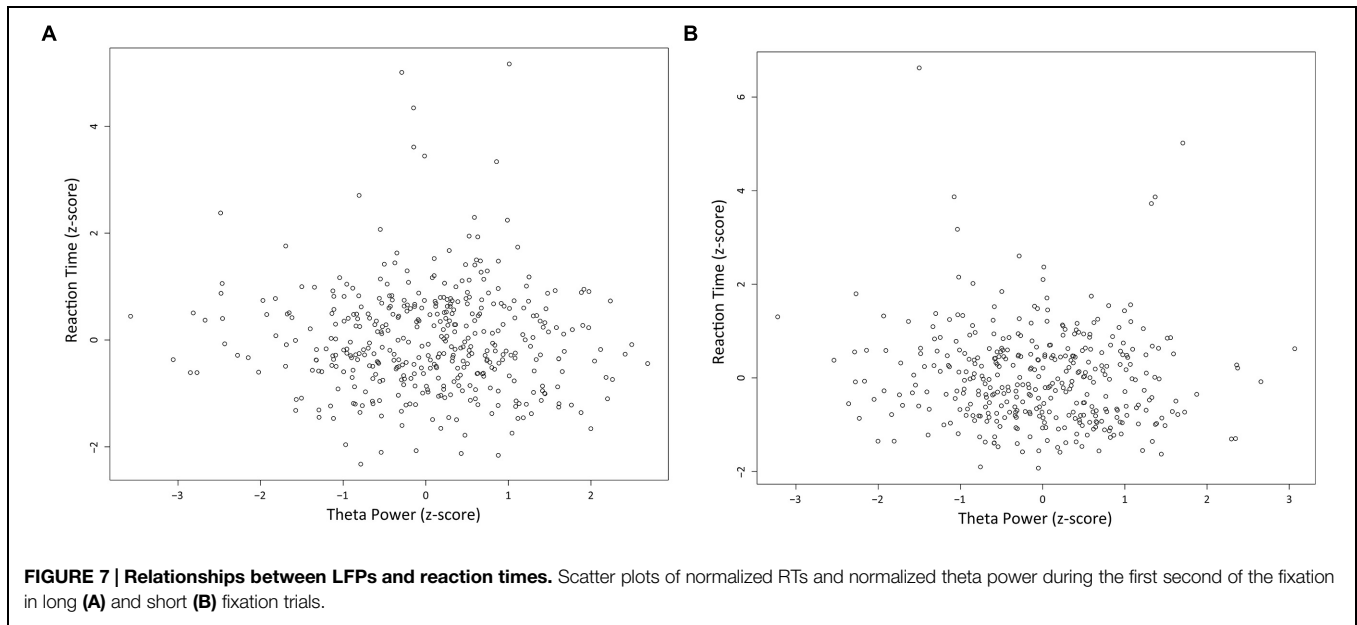 A
B
4
2
0
−2
Reaction Time (z-score)
−3
−2
−1
0
1
2
Theta Power (z-score)
6
4
2
0
−2
Reaction Time (z-score)
−3
−2
−1
0
1
2
3
Theta Power (z-score)
FIGURE 7 | Relationships between LFPs and reaction times. Scatter plots of normalized RTs and normalized theta power during the first second of the fixation
in long (A) and short (B) fixation trials.